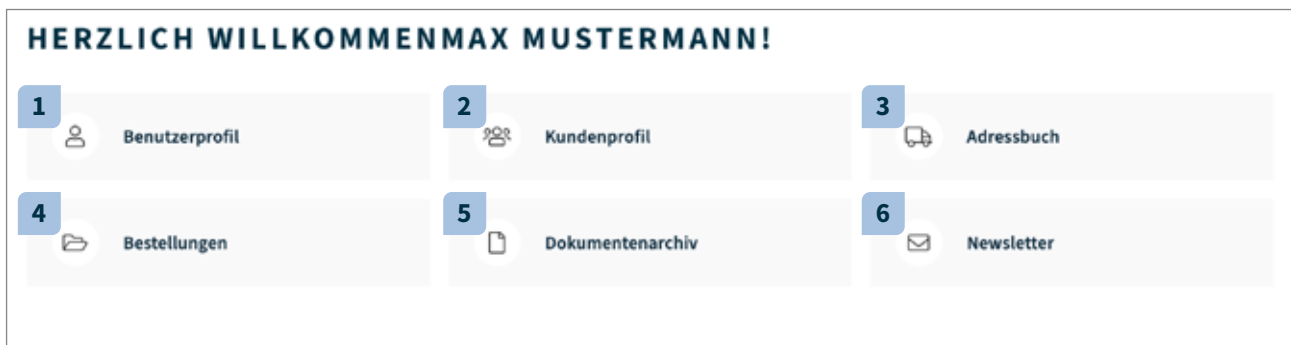 HERZLICH WILLKOMMENMAX MUSTERMANN!
1 Benutzerprofil
2 Kundenprofil
3 Adressbuch
4 Bestellungen
5 Dokumentenarchiv
6 Newsletter